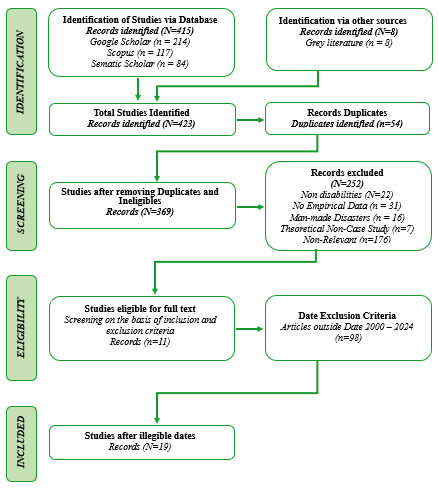 IDENTIFICATION
Identification of Studies via Database
Records identified (N=415)
Google Scholar (n = 214)
Scopus (n = 117)
Sematic Scholar (n = 84)
Identification via other sources
Records identified (N=8)
Grey literature (n = 8)
Total Studies Identified
Records identified (N=423)
Records Duplicates
Duplicates identified (n=54)
SCREENING
Studies after removing Duplicates and
Ineligibles
Records (N=369)
Records excluded
(N=252)
Non disabilities (N=22)
No Empirical Data (n = 31)
Man-made Disasters (n = 16)
Theoretical Non-Case Study (n=7)
Non-Relevant (n=176)
ELIGIBILITY
Studies eligible for full text
Screening on the basis of inclusion and
exclusion criteria
Records (n=11)
Date Exclusion Criteria
Articles outside Date 2000 – 2024
(n=98)
INCLUDED
Studies after illegible dates
Records (N=19)